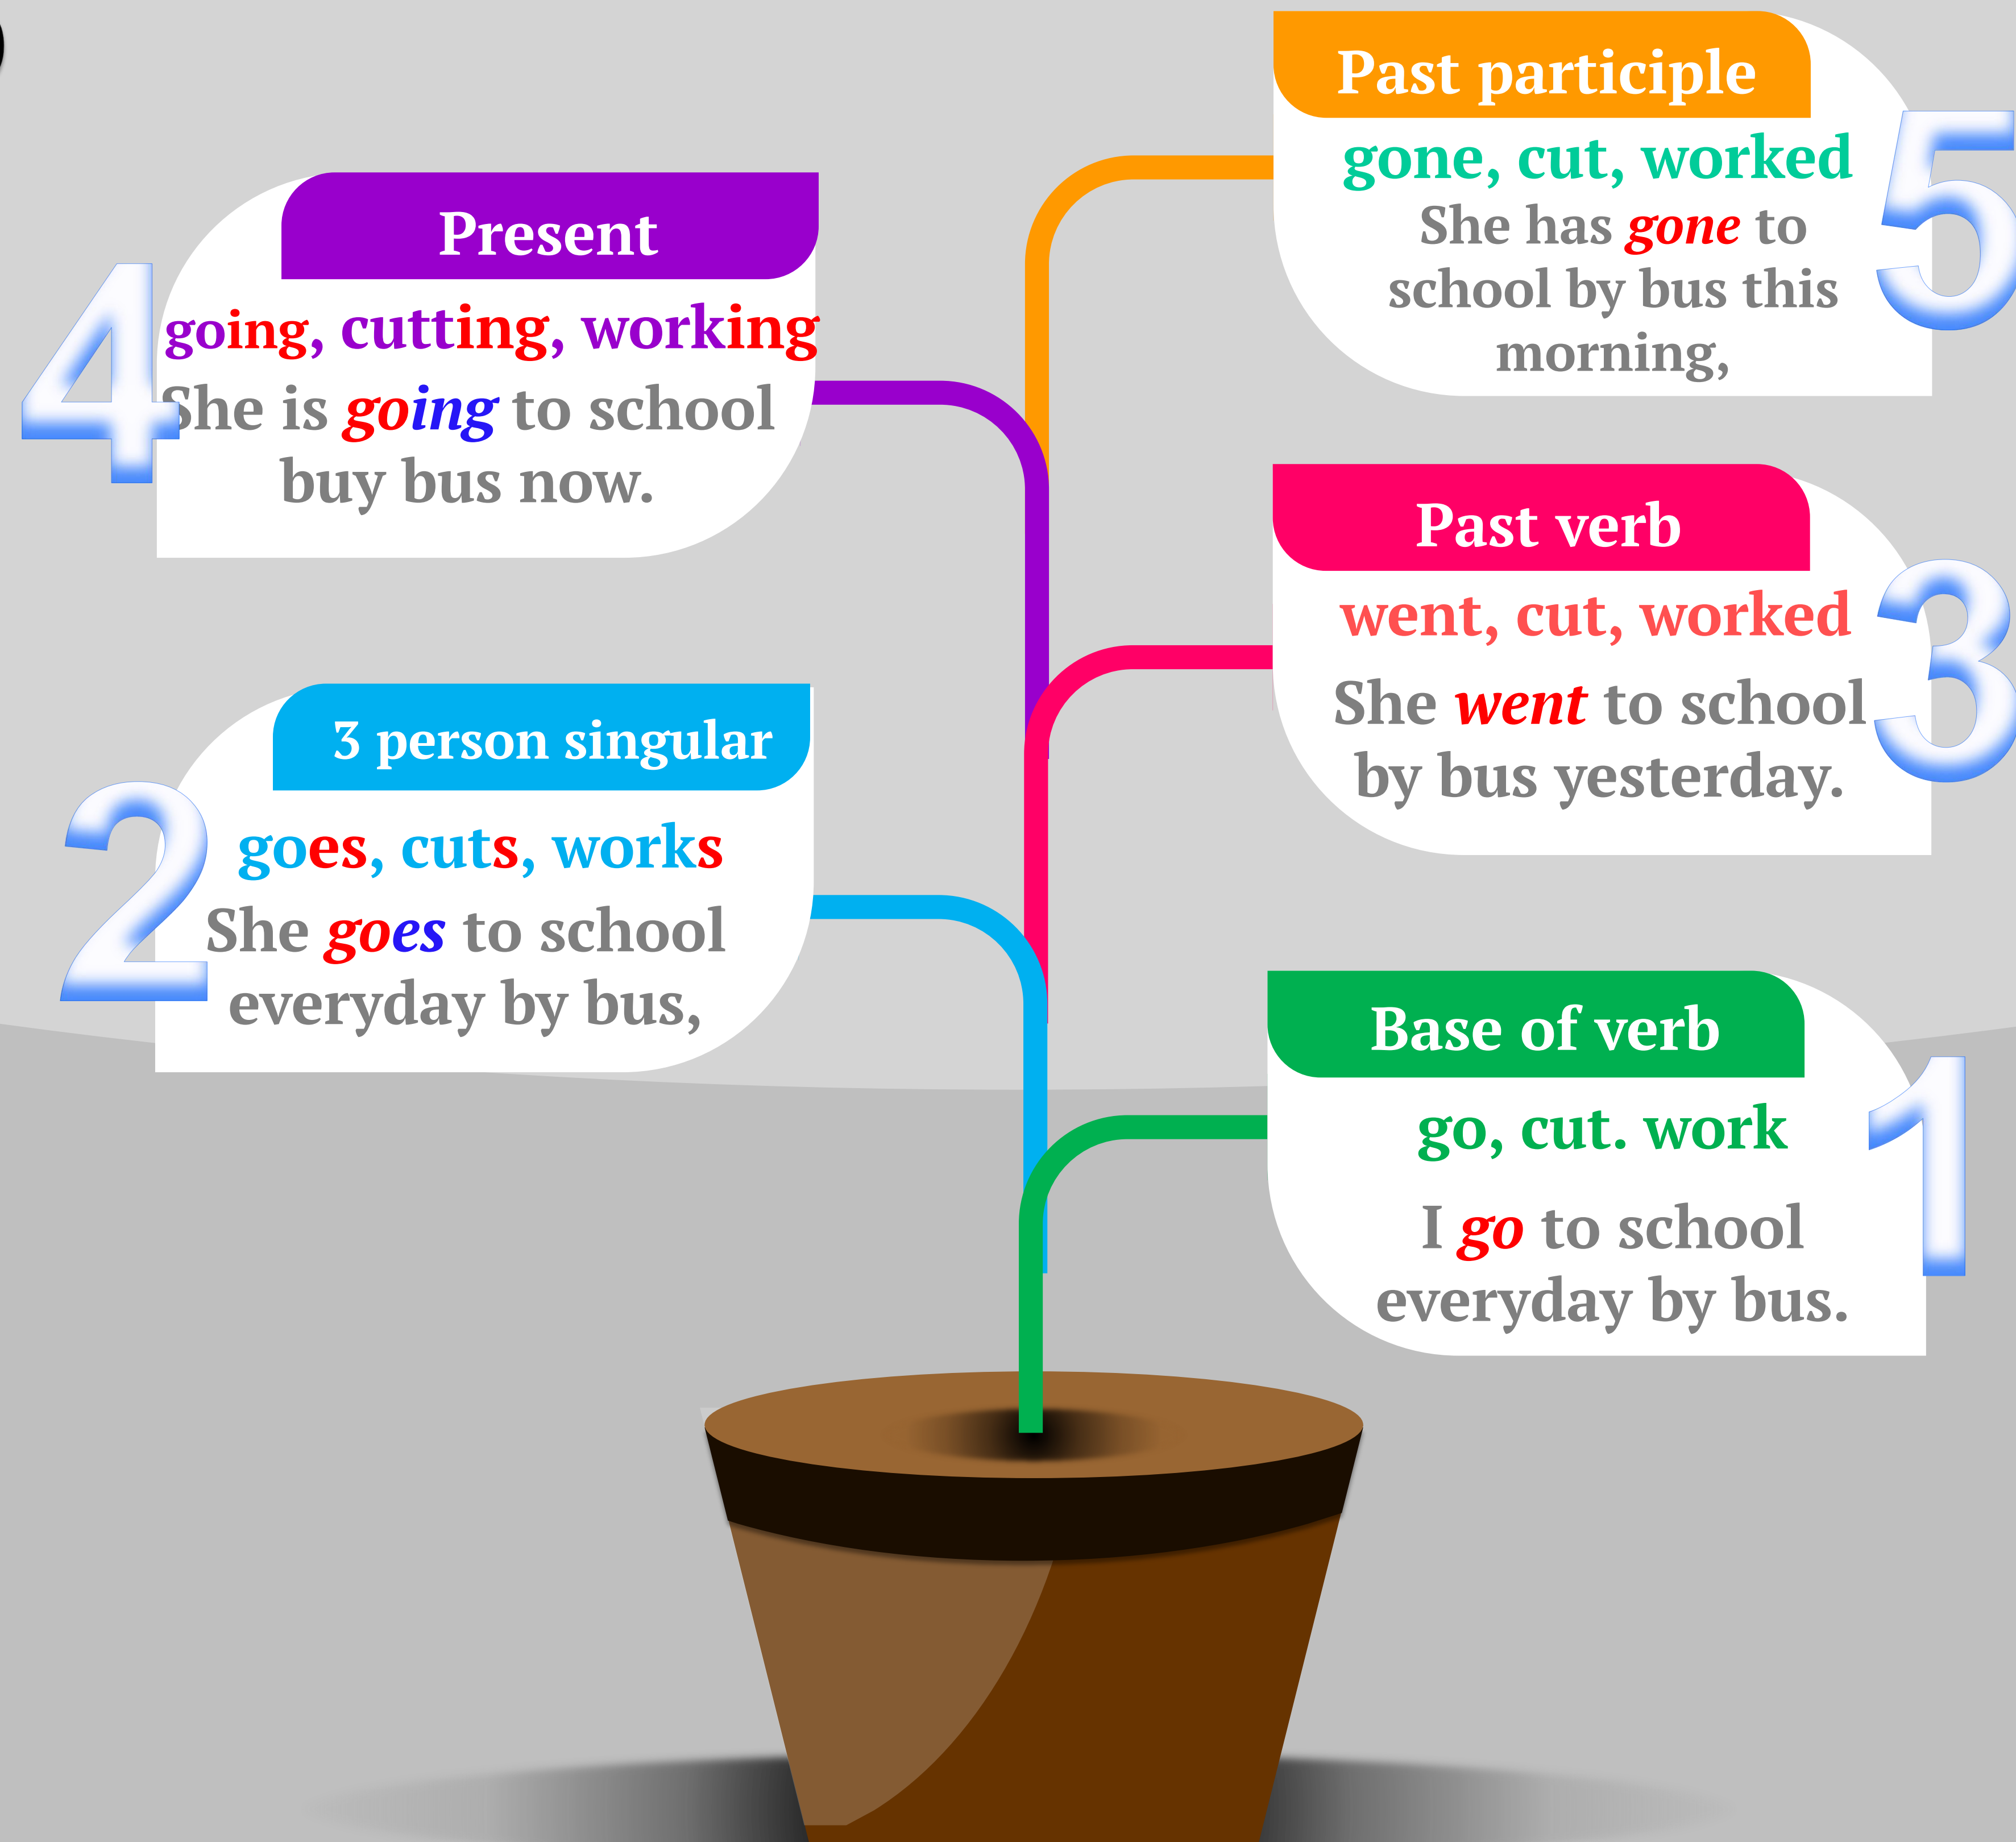 Past participle
gone, cut, worked
She has gone to
school by bus this
morning,
5
Present
going, cutting, working
She is going to school
buy bus now.
4
Past verb
went, cut, worked
She went to school
by bus yesterday.
3
3 person singular
goes, cuts, works
She goes to school
everyday by bus,
2
Base of verb
go, cut. work
I go to school
everyday by bus.
1